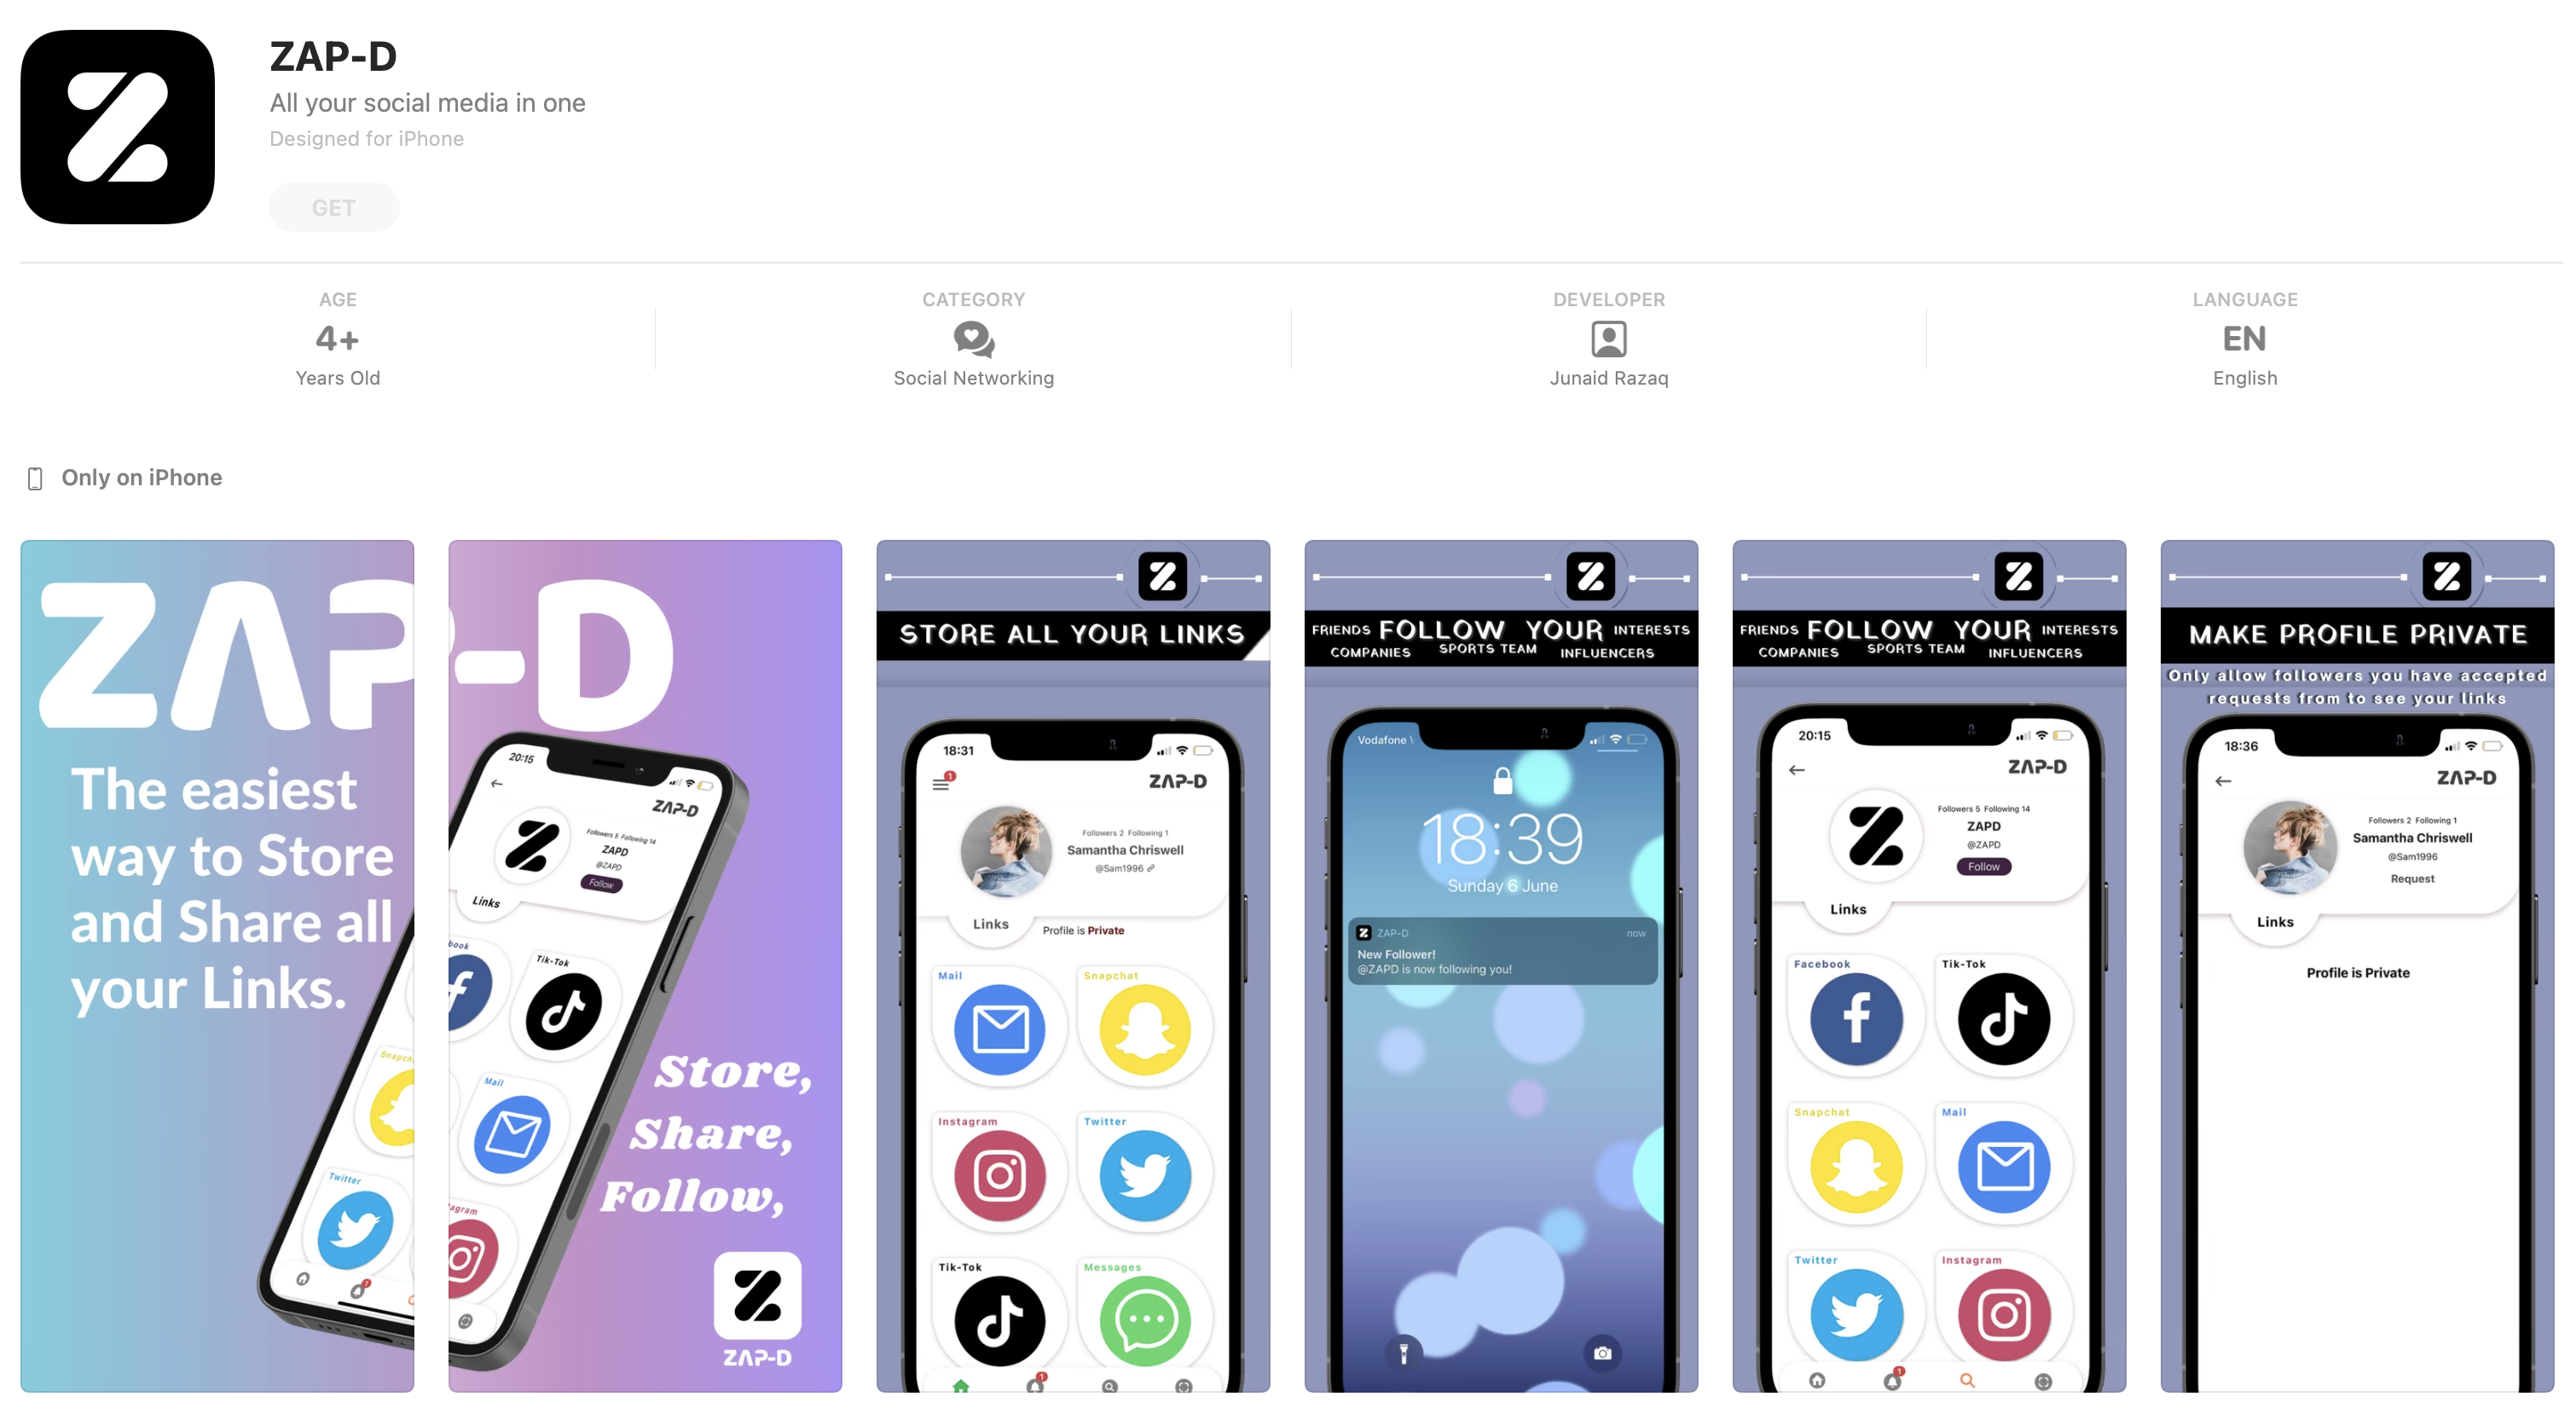 ZAP-D
All your social media in one
Designed for iPhone
GET
AGE
4+
Years Old
CATEGORY
Social Networking
DEVELOPER
Junaid Razaq
LANGUAGE
EN
English
Only on iPhone
ZAP
The easiest
way to Store
and Share all
your Links.
Snapch
Twitter
1
-D
20:15
ZAP-D
Followers 5 Following 14
ZAPD
@ZAPD
Follow
Links
book
Tik-Tok
Mail
agram
Store,
Share,
Follow,
ZAP-D
STORE ALL YOUR LINKS
18:31
1
ZAP-D
Followers 2 Following 1
Samantha Chriswell
@Sam1996
Links
Profile is Private
Mail
Snapchat
Instagram
Twitter
Tik-Tok
Messages
1
FRIENDS FOLLOW YOUR INTERESTS
COMPANIES SPORTS TEAM INFLUENCERS
Vodafone
18:39
Sunday 6 June
ZAP-D now
New Follower!
@ZAPD is now following you!
FRIENDS FOLLOW YOUR INTERESTS
COMPANIES SPORTS TEAM INFLUENCERS
20:15
ZAP-D
Followers 5 Following 14
ZAPD
@ZAPD
Follow
Links
Facebook
Tik-Tok
Snapchat
Mail
Twitter
Instagram
1
MAKE PROFILE PRIVATE
Only allow followers you have accepted
requests from to see your links
18:36
ZAP-D
Followers 2 Following 1
Samantha Chriswell
@Sam1996
Request
Links
Profile is Private